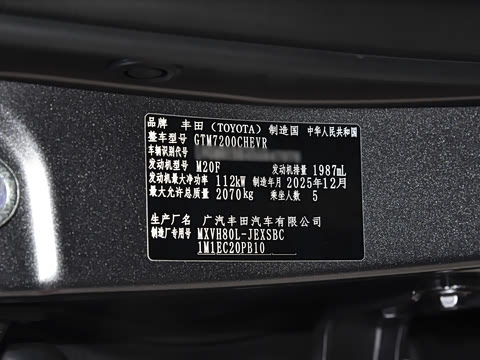 品牌 丰田（TOYOTA） 制造国 中华人民共和国
整车型号 GTM7200CHEVR
车辆识别代号
发动机型号 M20F 发动机排量 1987mL
发动机最大净功率 112kW 制造年月 2025年12月
最大允许总质量 2070kg 乘坐人数 5
生产厂名 广汽丰田汽车有限公司
制造厂专用号 MXVH80L-JEXSBC
1M1EC20PB10